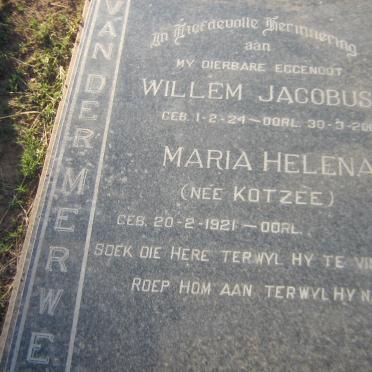 VAN DER MERWE
In Liefdevolle Herinnering
aan
MY DIERBARE EGGENOOT
WILLEM JACOBUS
GEB. 1-2-24 — OORL. 30-3-200
MARIA HELENA
(NEE KOTZEE)
GEB. 20-2-1921 — OORL.
SOEK DIE HERE TERWYL HY TE VI
ROEP HOM AAN TERWYL HY N